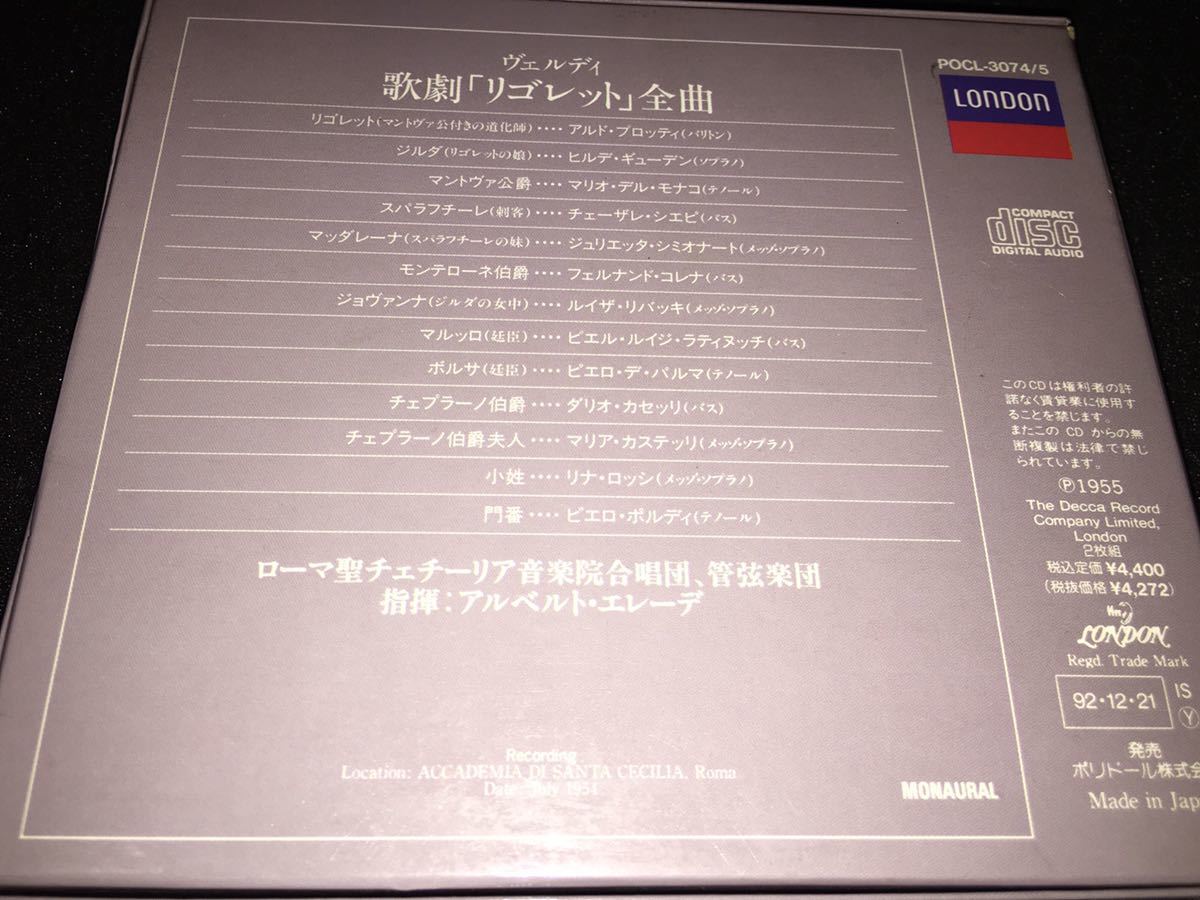 ヴェルディ
歌劇「リゴレット」全曲
リゴレット(マントヴァ公付きの道化師)‥‥アルド・プロッティ(バリトン)
ジルダ(リゴレットの娘)‥‥ヒルデ・ギューデン(ソプラノ)
マントヴァ公爵‥‥マリオ・デル・モナコ(テノール)
スパラフチーレ(刺客)‥‥チェーザレ・シエピ(バス)
マッダレーナ(スパラフチーレの妹)‥‥ジュリエッタ・シミオナート(メッゾ・ソプラノ)
モンテローネ伯爵‥‥フェルナンド・コレナ(バス)
ジョヴァンナ(ジルダの女中)‥‥ルイザ・リバッキ(メッゾ・ソプラノ)
マルッロ(廷臣)‥‥ピエル・ルイジ・ラティヌッチ(バス)
ボルサ(廷臣)‥‥ピエロ・デ・パルマ(テノール)
チェプラーノ伯爵‥‥ダリオ・カセッリ(バス)
チェプラーノ伯爵夫人‥‥マリア・カステッリ(メッゾ・ソプラノ)
小姓‥‥リナ・ロッシ(メッゾ・ソプラノ)
門番‥‥ピエロ・ポルディ(テノール)
ローマ聖チェチーリア音楽院合唱団、管弦楽団
指揮:アルベルト・エレーデ
Recording
Location: ACCADEMIA DI SANTA CECILIA, Roma
Date: July 1954
MONAURAL
POCL-3074/5
LONDON
COMPACT
disc
DIGITAL AUDIO
このCDは権利者の許
諾なく賃貸業に使用す
ることを禁じます。
またこの CD からの無
断複製は法律で禁じ
られています。
Ⓟ1955
The Decca Record
Company Limited,
London
2枚組
税込定価 ¥4,400
(税抜価格 ¥4,272)
LONDON
Regd. Trade Mark
92・12・21
IS
Ⓨ
発売
ポリドール株式会
Made in Jap